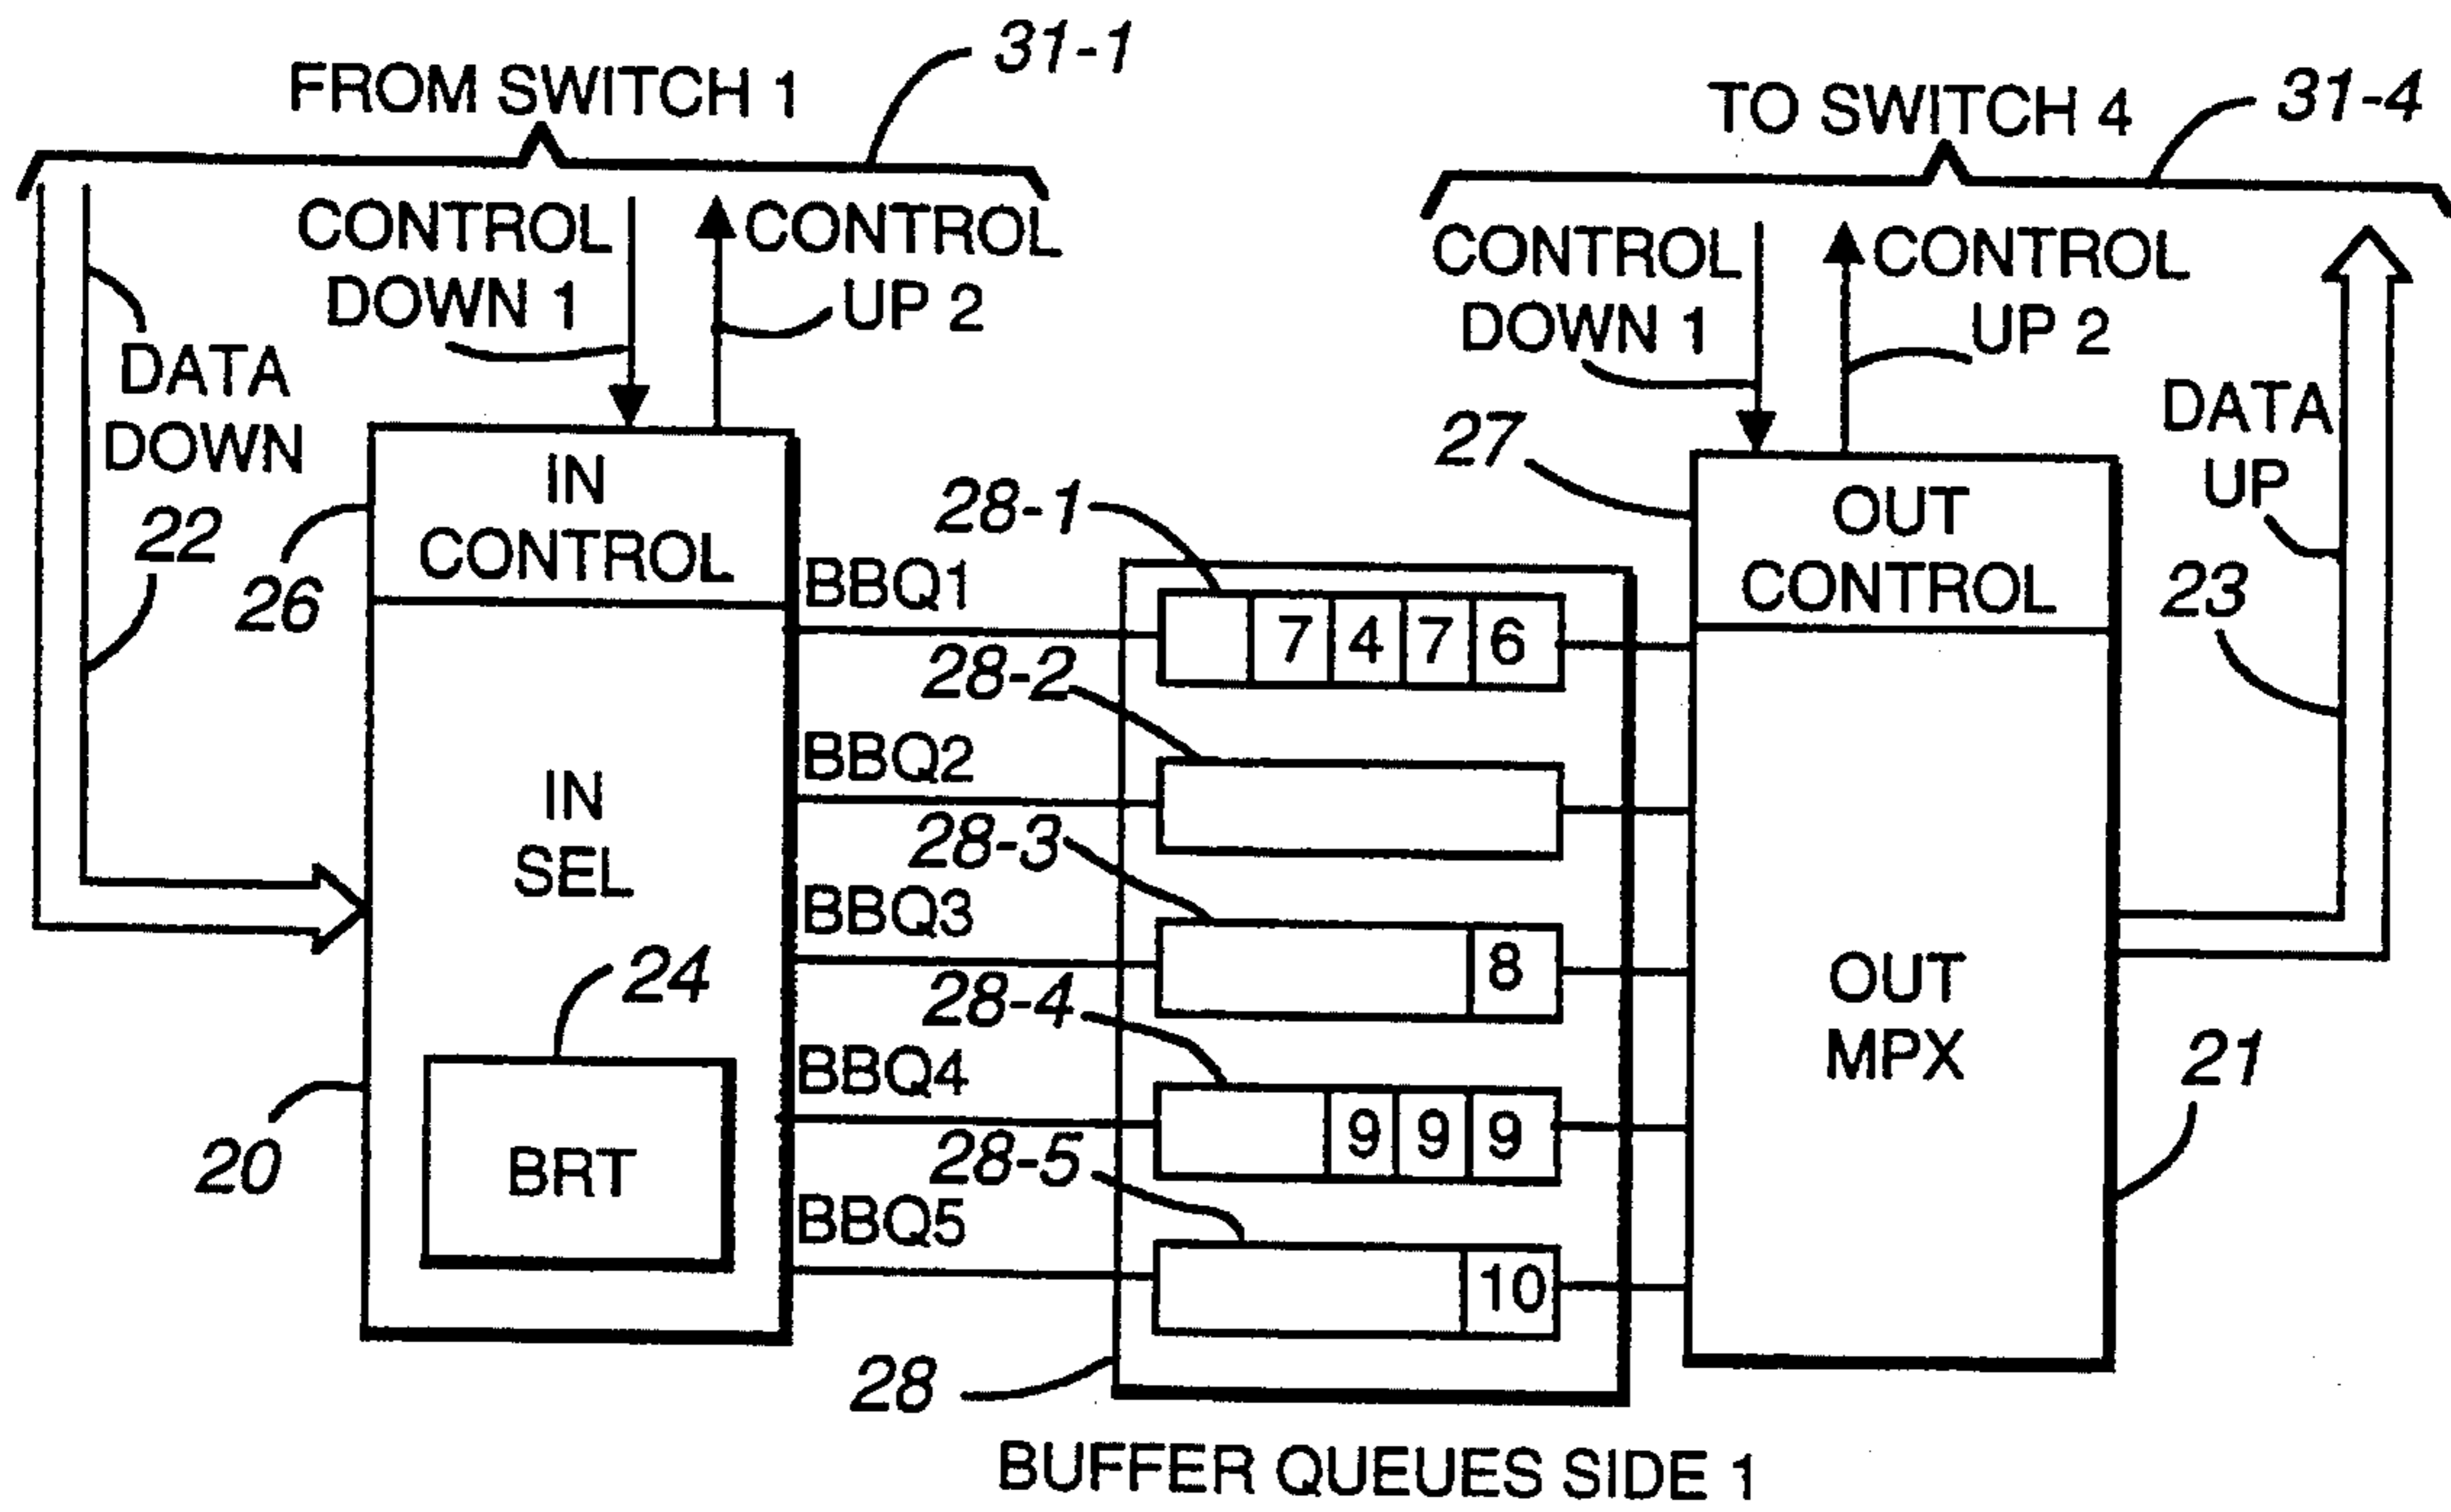 31-1
FROM SWITCH 1
31-4
TO SWITCH 4
CONTROL
DOWN 1
CONTROL
UP 2
CONTROL
DOWN 1
CONTROL
UP 2
DATA
DOWN
DATA
UP
22
26
IN
CONTROL
27
OUT
CONTROL
23
BBQ1
28-1
7 4 7 6
BBQ2
28-2
IN
SEL
BBQ3
28-3
8
24
BRT
20
BBQ4
28-4
9 9 9
BBQ5
28-5
10
OUT
MPX
21
28
BUFFER QUEUES SIDE 1